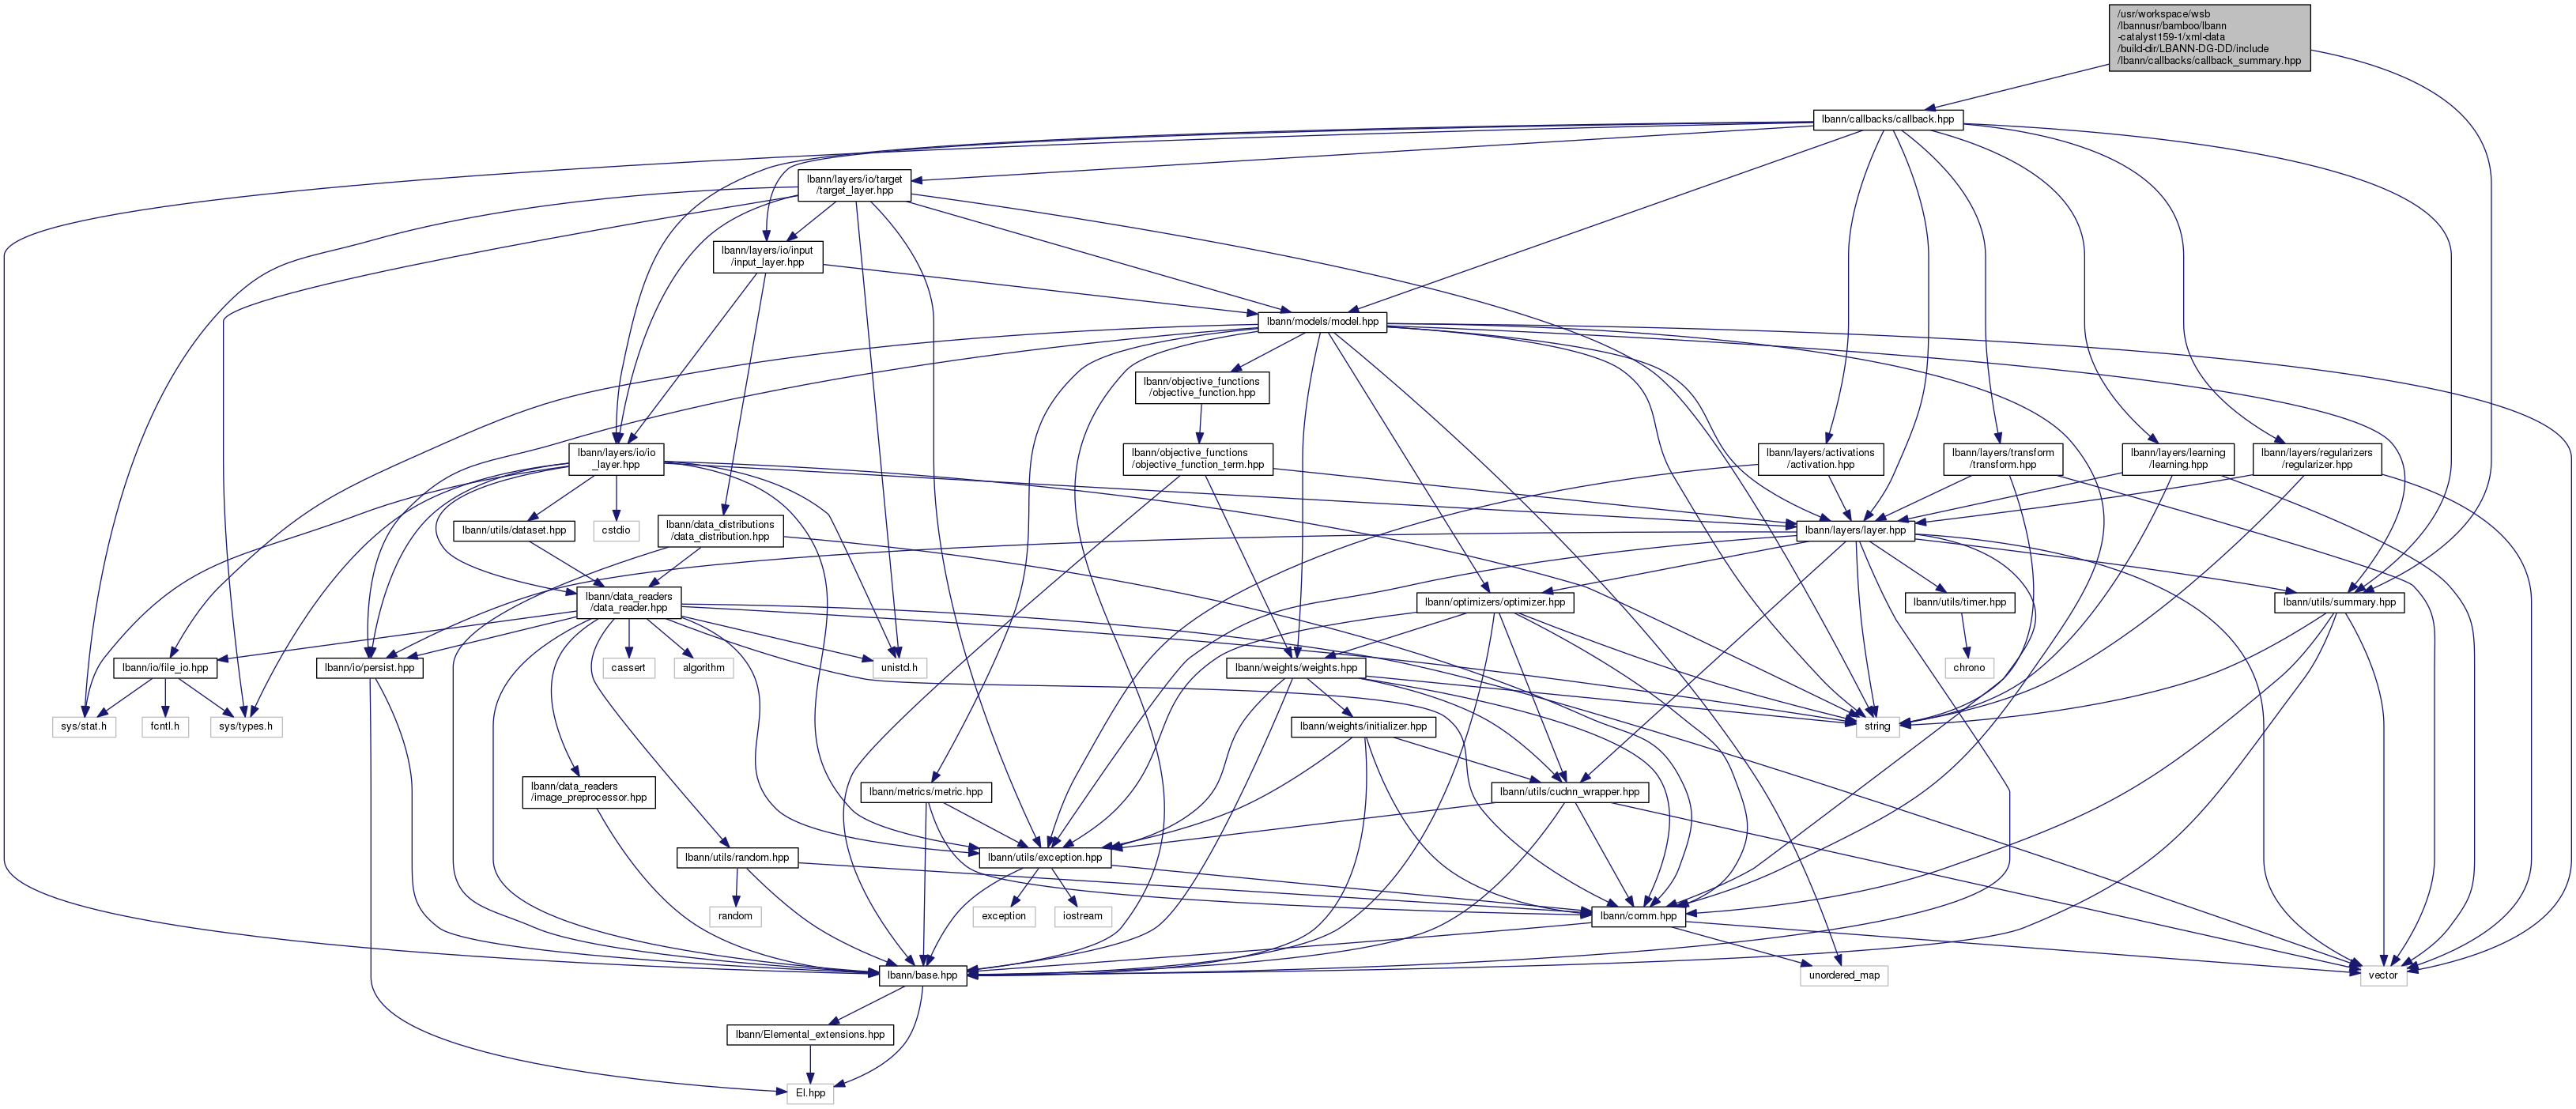 /usr/workspace/wsb
/lbannusr/bamboo/lbann
-catalyst159-1/xml-data
/build-dir/LBANN-DG-DD/include
/lbann/callbacks/callback_summary.hpp
lbann/callbacks/callback.hpp
lbann/layers/io/target
/target_layer.hpp
lbann/layers/io/input
/input_layer.hpp
lbann/models/model.hpp
lbann/objective_functions
/objective_function.hpp
lbann/layers/io/io
_layer.hpp
lbann/objective_functions
/objective_function_term.hpp
lbann/layers/activations
/activation.hpp
lbann/layers/transform
/transform.hpp
lbann/layers/learning
/learning.hpp
lbann/layers/regularizers
/regularizer.hpp
lbann/utils/dataset.hpp
cstdio
lbann/data_distributions
/data_distribution.hpp
lbann/layers/layer.hpp
lbann/data_readers
/data_reader.hpp
lbann/optimizers/optimizer.hpp
lbann/utils/timer.hpp
lbann/utils/summary.hpp
lbann/io/file_io.hpp
lbann/io/persist.hpp
cassert
algorithm
unistd.h
lbann/weights/weights.hpp
chrono
sys/stat.h
fcntl.h
sys/types.h
lbann/weights/initializer.hpp
string
lbann/data_readers
/image_preprocessor.hpp
lbann/metrics/metric.hpp
lbann/utils/cudnn_wrapper.hpp
lbann/utils/random.hpp
lbann/utils/exception.hpp
random
exception
iostream
lbann/comm.hpp
lbann/base.hpp
unordered_map
vector
lbann/Elemental_extensions.hpp
El.hpp